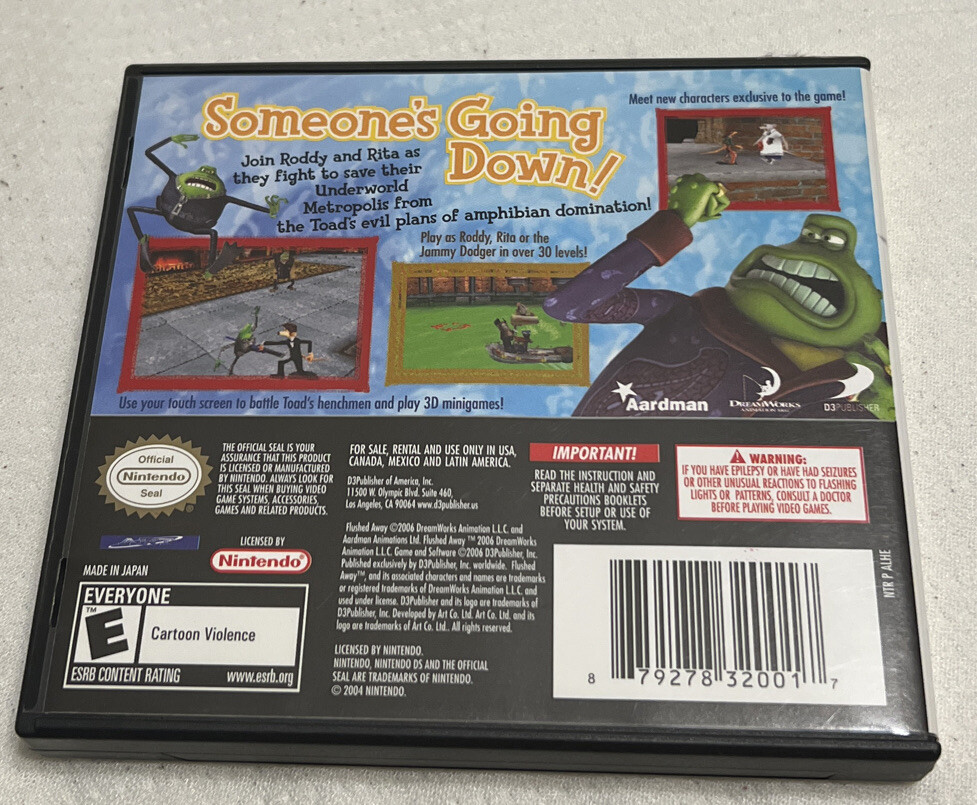 Someone's Going
Down!
Meet new characters exclusive to the game!
Join Roddy and Rita as
they fight to save their
Underworld
Metropolis from
the Toad's evil plans of amphibian domination!
Play as Roddy, Rita or the
Jammy Dodger in over 30 levels!
Use your touch screen to battle Toad's henchmen and play 3D minigames!
Aardman
DREAMWORKS
ANIMATION SKG
D3PUBLISHER
Official
Nintendo
Seal
THE OFFICIAL SEAL IS YOUR
ASSURANCE THAT THIS PRODUCT
IS LICENSED OR MANUFACTURED
BY NINTENDO. ALWAYS LOOK FOR
THIS SEAL WHEN BUYING VIDEO
GAME SYSTEMS, ACCESSORIES,
GAMES AND RELATED PRODUCTS.
LICENSED BY
Nintendo®
MADE IN JAPAN
EVERYONE
E
TM
Cartoon Violence
ESRB CONTENT RATING
www.esrb.org
FOR SALE, RENTAL AND USE ONLY IN USA,
CANADA, MEXICO AND LATIN AMERICA.
D3Publisher of America, Inc.
11500 W. Olympic Blvd. Suite 460,
Los Angeles, CA 90064 www.d3publisher.us
Flushed Away ©2006 DreamWorks Animation L.L.C. and
Aardman Animations Ltd. Flushed Away ™ 2006 DreamWorks
Animation L.L.C. Game and Software ©2006 D3Publisher, Inc.
Published exclusively by D3Publisher, Inc. worldwide. Flushed
Away™, and its associated characters and names are trademarks
or registered trademarks of DreamWorks Animation L.L.C. and
used under license. D3Publisher and its logo are trademarks of
D3Publisher, Inc. Developed by Art Co. Ltd. Art Co. Ltd. and its
logo are trademarks of Art Co. Ltd.. All rights reserved.
LICENSED BY NINTENDO.
NINTENDO, NINTENDO DS AND THE OFFICIAL
SEAL ARE TRADEMARKS OF NINTENDO.
© 2004 NINTENDO.
IMPORTANT!
READ THE INSTRUCTION AND
SEPARATE HEALTH AND SAFETY
PRECAUTIONS BOOKLETS
BEFORE SETUP OR USE OF
YOUR SYSTEM.
WARNING:
IF YOU HAVE EPILEPSY OR HAVE HAD SEIZURES
OR OTHER UNUSUAL REACTIONS TO FLASHING
LIGHTS OR PATTERNS, CONSULT A DOCTOR
BEFORE PLAYING VIDEO GAMES.
NTR P ALHE
8 79278 32001 7